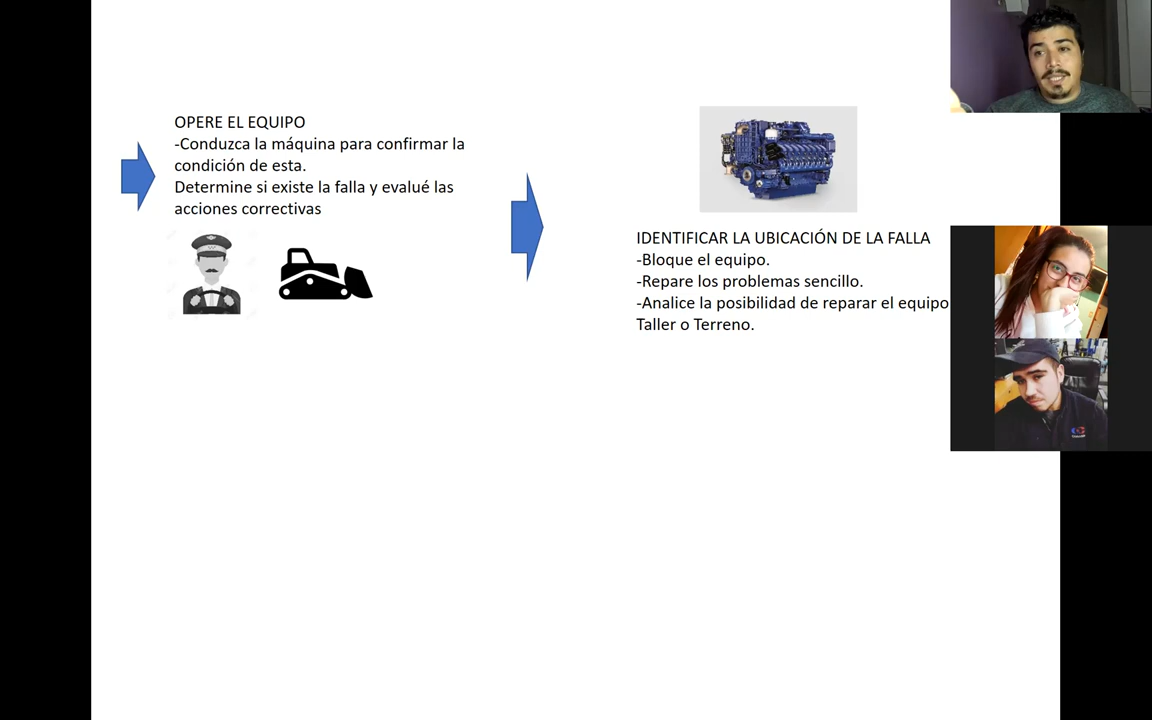 OPERE EL EQUIPO
-Conduzca la máquina para confirmar la
condición de esta.
Determine si existe la falla y evalué las
acciones correctivas
IDENTIFICAR LA UBICACIÓN DE LA FALLA
-Bloque el equipo.
-Repare los problemas sencillo.
-Analice la posibilidad de reparar el equipo
Taller o Terreno.